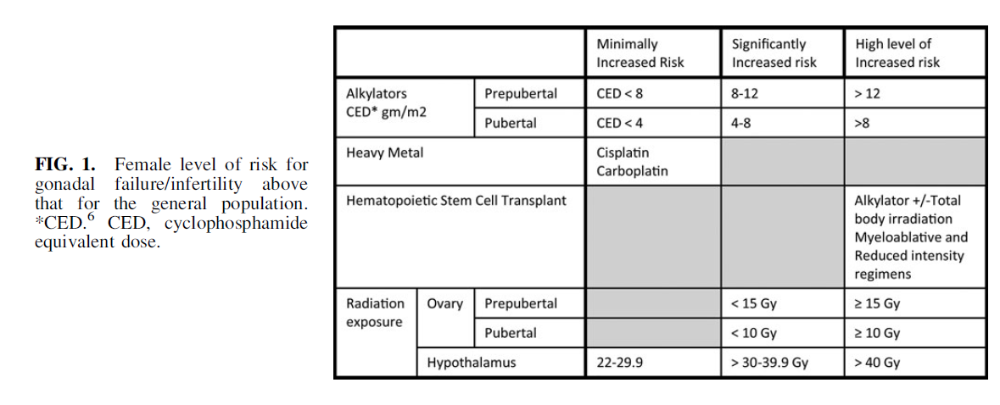 FIG. 1. Female level of risk for
gonadal failure/infertility above
that for the general population.
*CED.6 CED, cyclophosphamide
equivalent dose.
Minimally
Increased Risk
Significantly
Increased risk
High level of
Increased risk
Alkylators
CED* gm/m2
Prepubertal
CED < 8
8-12
> 12
Pubertal
CED < 4
4-8
>8
Heavy Metal
Cisplatin
Carboplatin
Hematopoietic Stem Cell Transplant
Alkylator +/-Total
body irradiation
Myeloablative and
Reduced intensity
regimens
Radiation
exposure
Ovary
Prepubertal
< 15 Gy
≥ 15 Gy
Pubertal
< 10 Gy
≥ 10 Gy
Hypothalamus
22-29.9
> 30-39.9 Gy
> 40 Gy